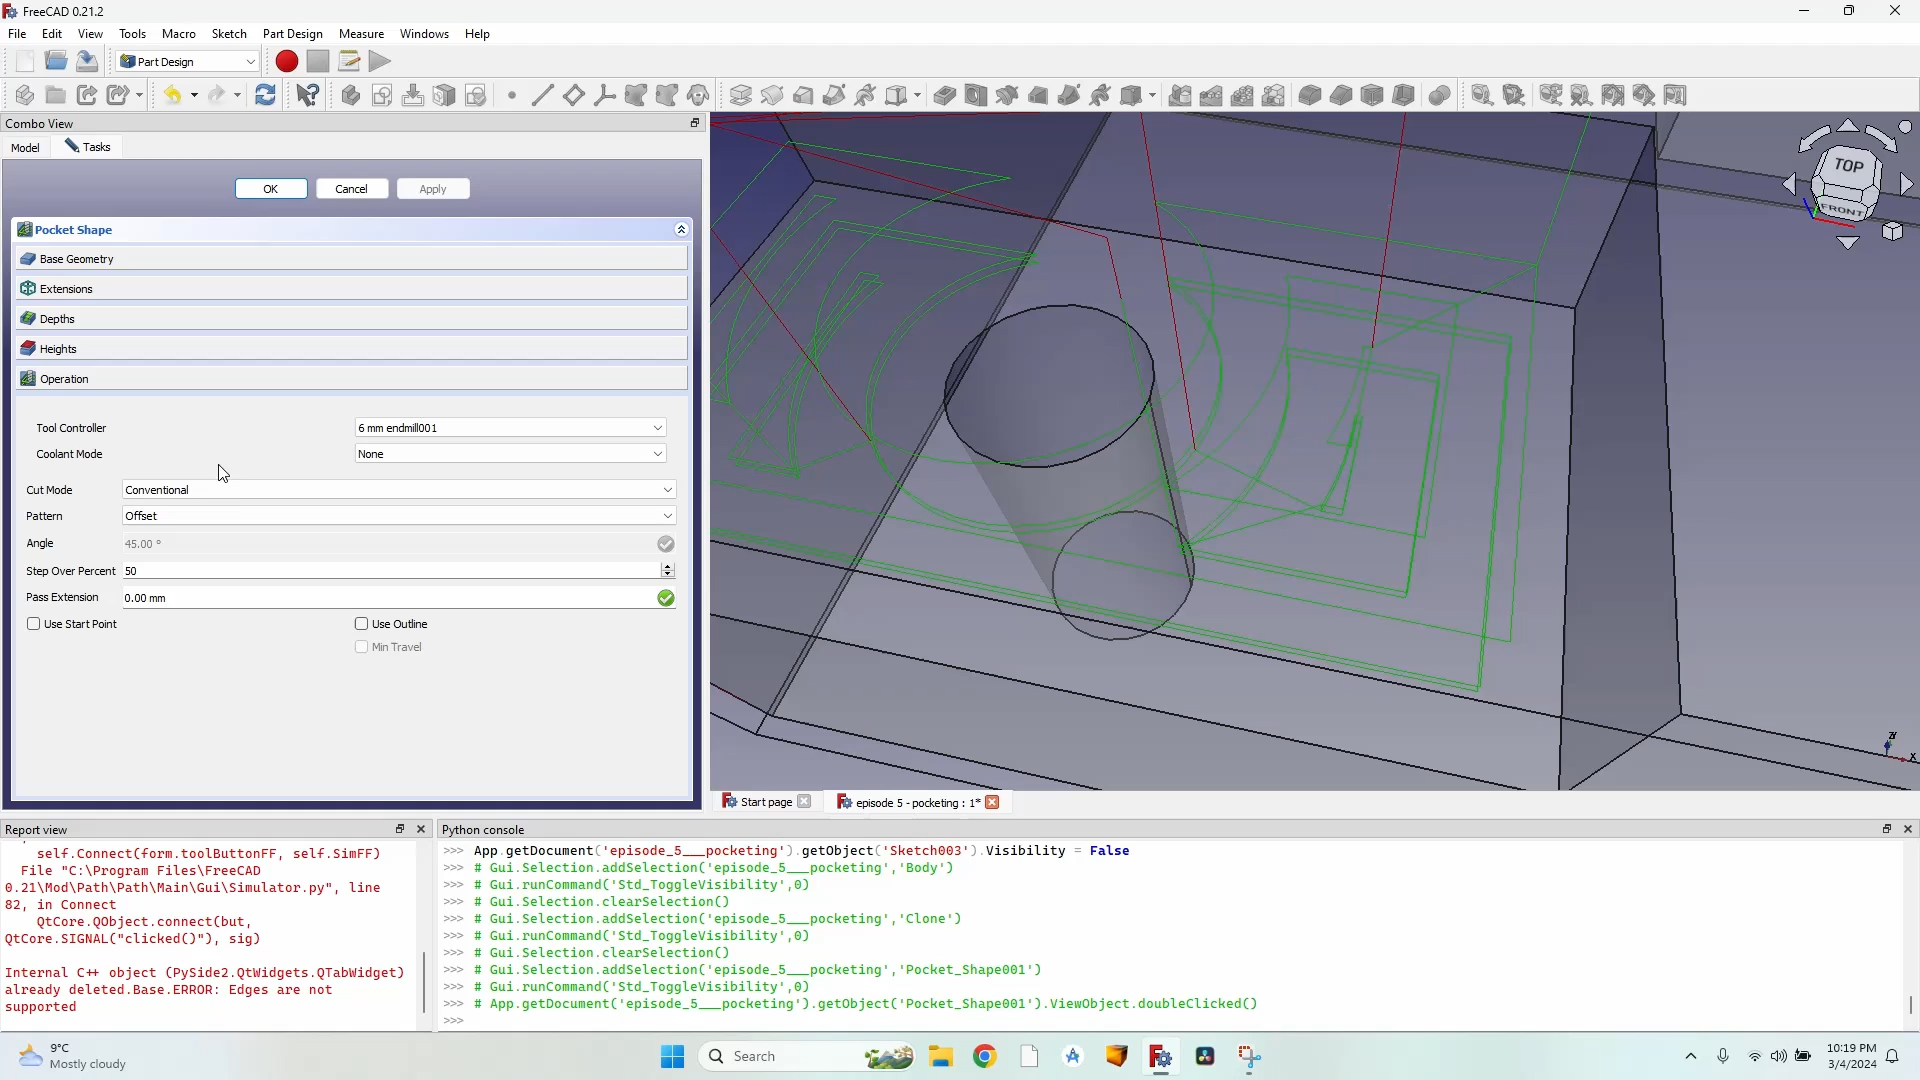 FreeCAD 0.21.2
File Edit View Tools Macro Sketch Part Design Measure Windows Help
Part Design
Combo View
Model Tasks
OK Cancel Apply
Pocket Shape
Base Geometry
Extensions
Depths
Heights
Operation
Tool Controller 6 mm endmill001
Coolant Mode None
Cut Mode Conventional
Pattern Offset
Angle 45.00 °
Step Over Percent 50
Pass Extension 0.00 mm
Use Start Point Use Outline
Min Travel
TOP
FRONT
X
Start page episode 5 - pocketing : 1*
Report view
self.Connect(form.toolButtonFF, self.SimFF)
File "C:\Program Files\FreeCAD
0.21\Mod\Path\Path\Main\Gui\Simulator.py", line
82, in Connect
QtCore.QObject.connect(but,
QtCore.SIGNAL("clicked()"), sig)
Internal C++ object (PySide2.QtWidgets.QTabWidget)
already deleted.Base.ERROR: Edges are not
supported
Python console
>>> App.getDocument('episode_5___pocketing').getObject('Sketch003').Visibility = False
>>> # Gui.Selection.addSelection('episode_5___pocketing','Body')
>>> # Gui.runCommand('Std_ToggleVisibility',0)
>>> # Gui.Selection.clearSelection()
>>> # Gui.Selection.addSelection('episode_5___pocketing','Clone')
>>> # Gui.runCommand('Std_ToggleVisibility',0)
>>> # Gui.Selection.clearSelection()
>>> # Gui.Selection.addSelection('episode_5___pocketing','Pocket_Shape001')
>>> # Gui.runCommand('Std_ToggleVisibility',0)
>>> # App.getDocument('episode_5___pocketing').getObject('Pocket_Shape001').ViewObject.doubleClicked()
>>>
9°C
Mostly cloudy
Search
10:19 PM
3/4/2024